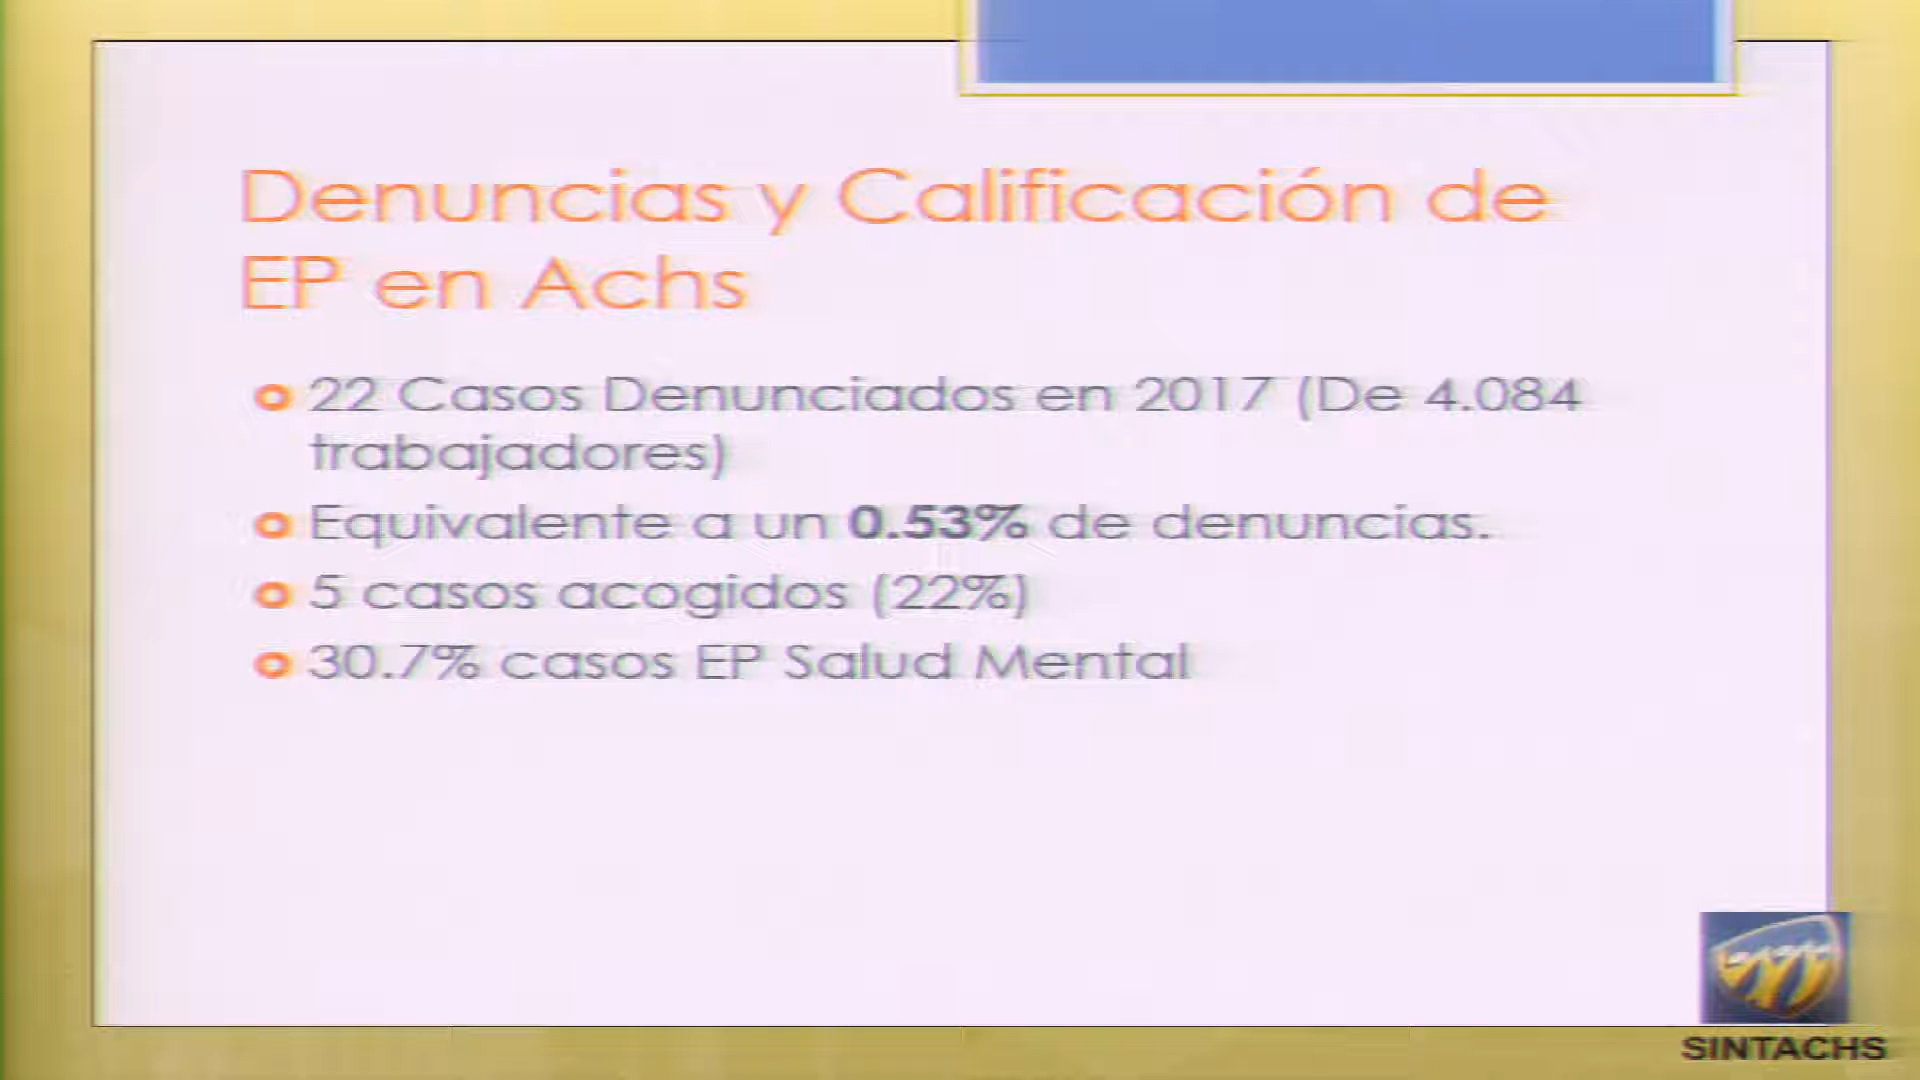 Denuncias y Calificación de
EP en Achs
22 Casos Denunciados en 2017 (De 4.084
trabajadores)
Equivalente a un 0.53% de denuncias.
5 casos acogidos (22%)
30.7% casos EP Salud Mental
SINTACHS